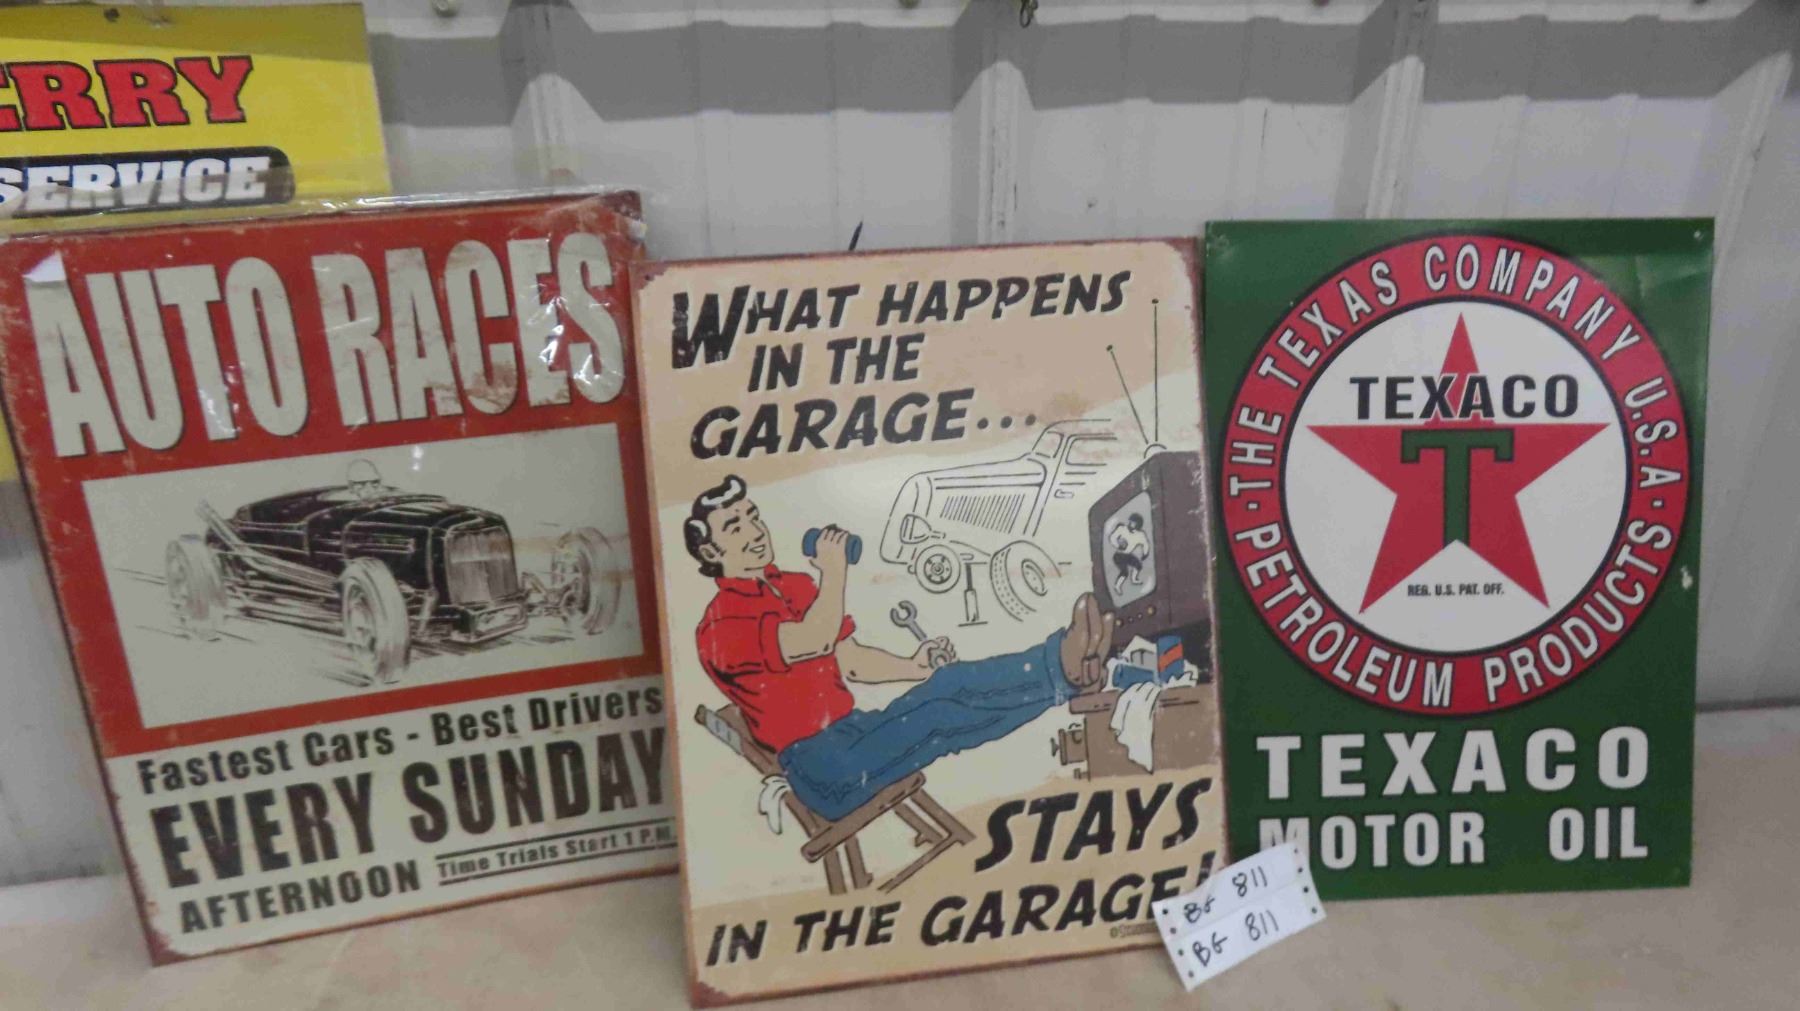 ERRY
SERVICE
AUTO RACES
Fastest Cars - Best Drivers
EVERY SUNDAY
AFTERNOON
Time Trials Start 1 P.M.
WHAT HAPPENS
IN THE
GARAGE...
STAYS
IN THE GARAGE!
THE TEXAS COMPANY U.S.A.
PETROLEUM PRODUCTS
TEXACO
T
REG. U.S. PAT. OFF.
TEXACO
MOTOR OIL
BG 811
BG 811